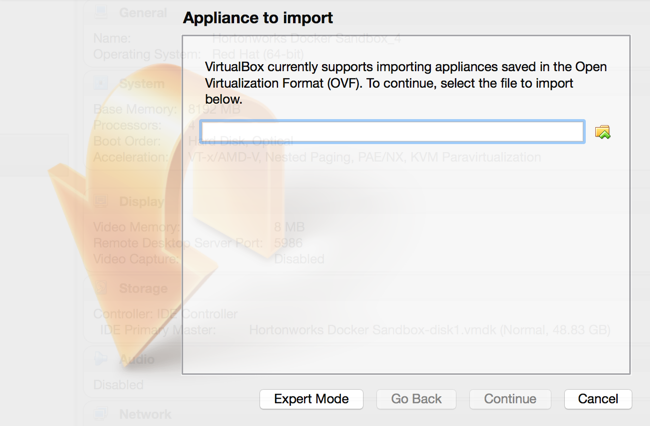 Appliance to import
General
Name: Hortonworks Docker Sandbox_4
Operating System: Red Hat (64-bit)
VirtualBox currently supports importing appliances saved in the Open
Virtualization Format (OVF). To continue, select the file to import
below.
System
Base Memory: 8192 MB
Processors: 4
Boot Order: Hard Disk, Optical
Acceleration: VT-x/AMD-V, Nested Paging, PAE/NX, KVM Paravirtualization
Display
Video Memory: 8 MB
Remote Desktop Server Port: 5986
Video Capture: Disabled
Storage
Controller: IDE Controller
IDE Primary Master: Hortonworks Docker Sandbox-disk1.vmdk (Normal, 48.83 GB)
Audio
Disabled
Expert Mode Go Back Continue Cancel
Network